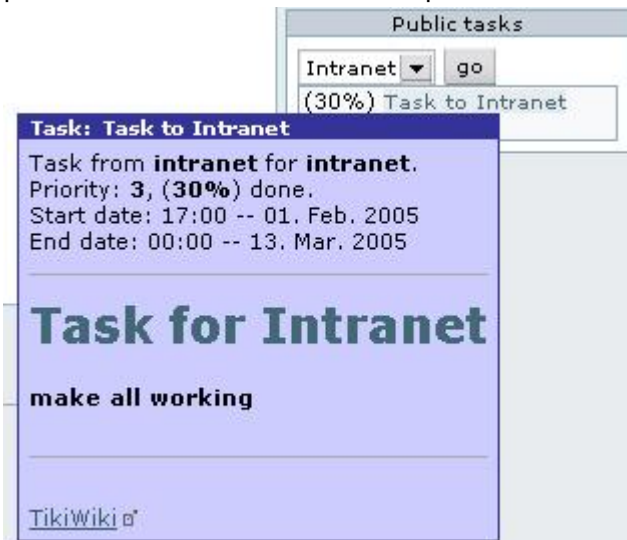 Public tasks
Intranet go
(30%) Task to Intranet
Task: Task to Intranet
Task from intranet for intranet.
Priority: 3, (30%) done.
Start date: 17:00 -- 01. Feb. 2005
End date: 00:00 -- 13. Mar. 2005
Task for Intranet
make all working
TikiWiki